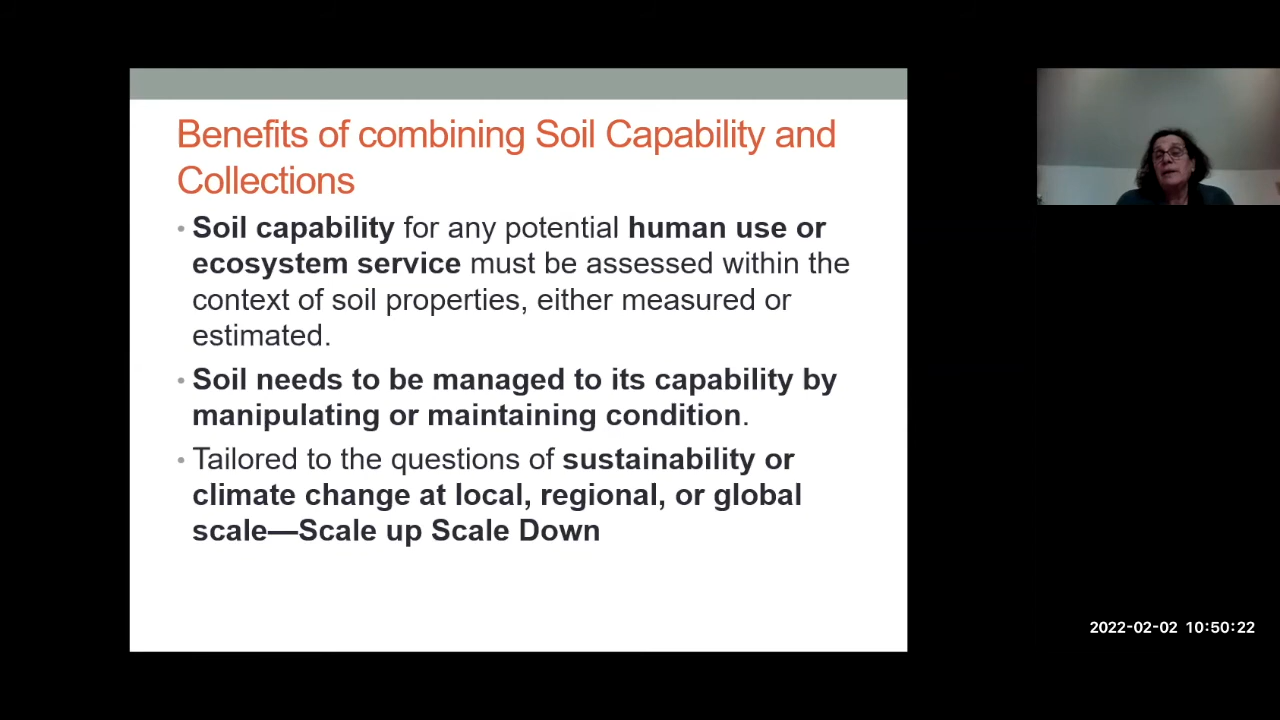 Benefits of combining Soil Capability and
Collections
• Soil capability for any potential human use or
ecosystem service must be assessed within the
context of soil properties, either measured or
estimated.
• Soil needs to be managed to its capability by
manipulating or maintaining condition.
• Tailored to the questions of sustainability or
climate change at local, regional, or global
scale—Scale up Scale Down
2022-02-02 10:50:22